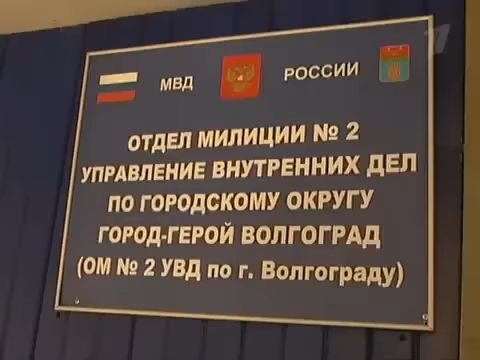 МВД РОССИИ
ОТДЕЛ МИЛИЦИИ № 2
УПРАВЛЕНИЕ ВНУТРЕННИХ ДЕЛ
ПО ГОРОДСКОМУ ОКРУГУ
ГОРОД-ГЕРОЙ ВОЛГОГРАД
(ОМ № 2 УВД по г. Волгограду)
1